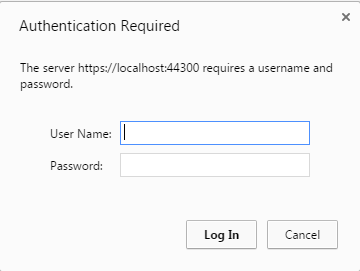 Authentication Required
The server https://localhost:44300 requires a username and
password.
User Name:
Password:
Log In Cancel